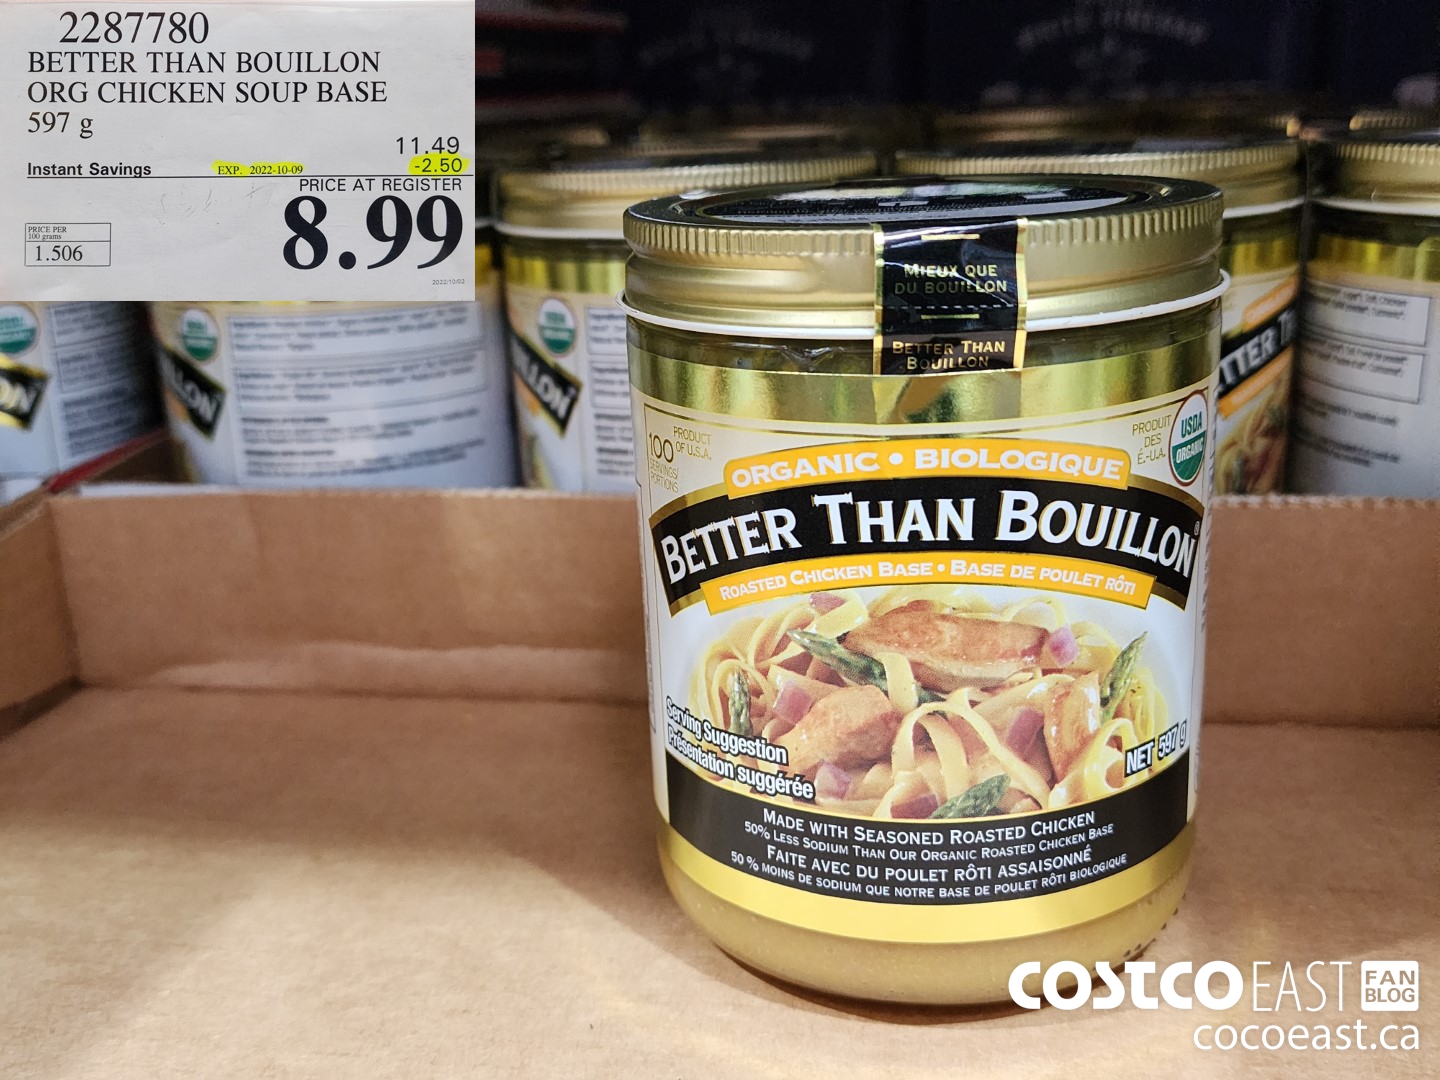 2287780
BETTER THAN BOUILLON
ORG CHICKEN SOUP BASE
597 g
11.49
Instant Savings EXP. 2022-10-09 -2.50
PRICE AT REGISTER
8.99
PRICE PER
100 grams
1.506
2022/10/02
MIEUX QUE
DU BOUILLON
BETTER THAN
BOUILLON
PRODUCT
OF U.S.A.
100
SERVINGS/
PORTIONS
PRODUIT
DES
É.-U.A.
USDA
ORGANIC
ORGANIC • BIOLOGIQUE
BETTER THAN BOUILLON®
ROASTED CHICKEN BASE • BASE DE POULET RÔTI
Serving Suggestion
Présentation suggérée
NET 597 g
MADE WITH SEASONED ROASTED CHICKEN
50% LESS SODIUM THAN OUR ORGANIC ROASTED CHICKEN BASE
FAITE AVEC DU POULET RÔTI ASSAISONNÉ
50 % MOINS DE SODIUM QUE NOTRE BASE DE POULET RÔTI BIOLOGIQUE
COSTCO EAST FAN
BLOG
cocoeast.ca